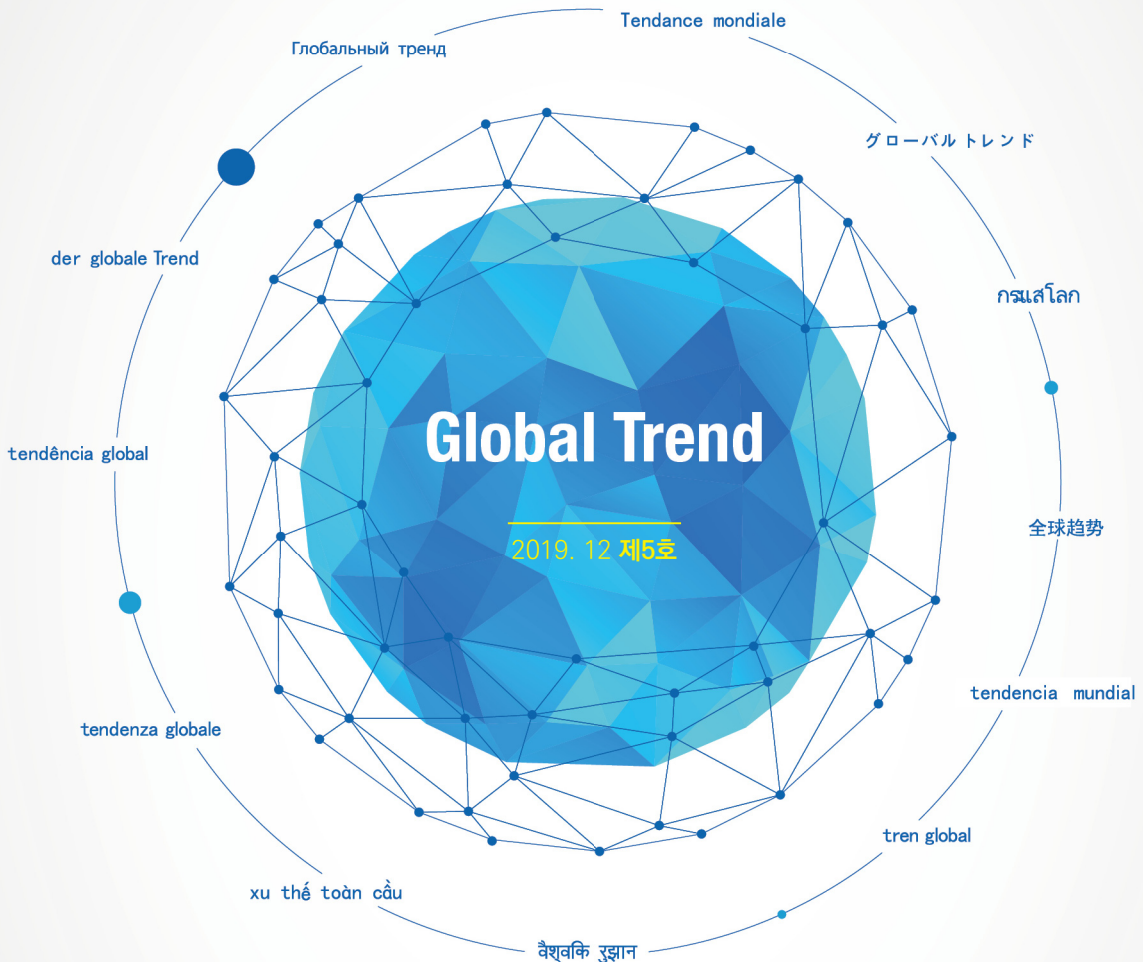 Tendance mondiale
Глобальный тренд
グローバルトレンド
der globale Trend
กระแสโลก
Global Trend
tendência global
2019. 12 제5호
全球趋势
tendencia mundial
tendenza globale
tren global
xu thế toàn cầu
वैश्वकि रुझान